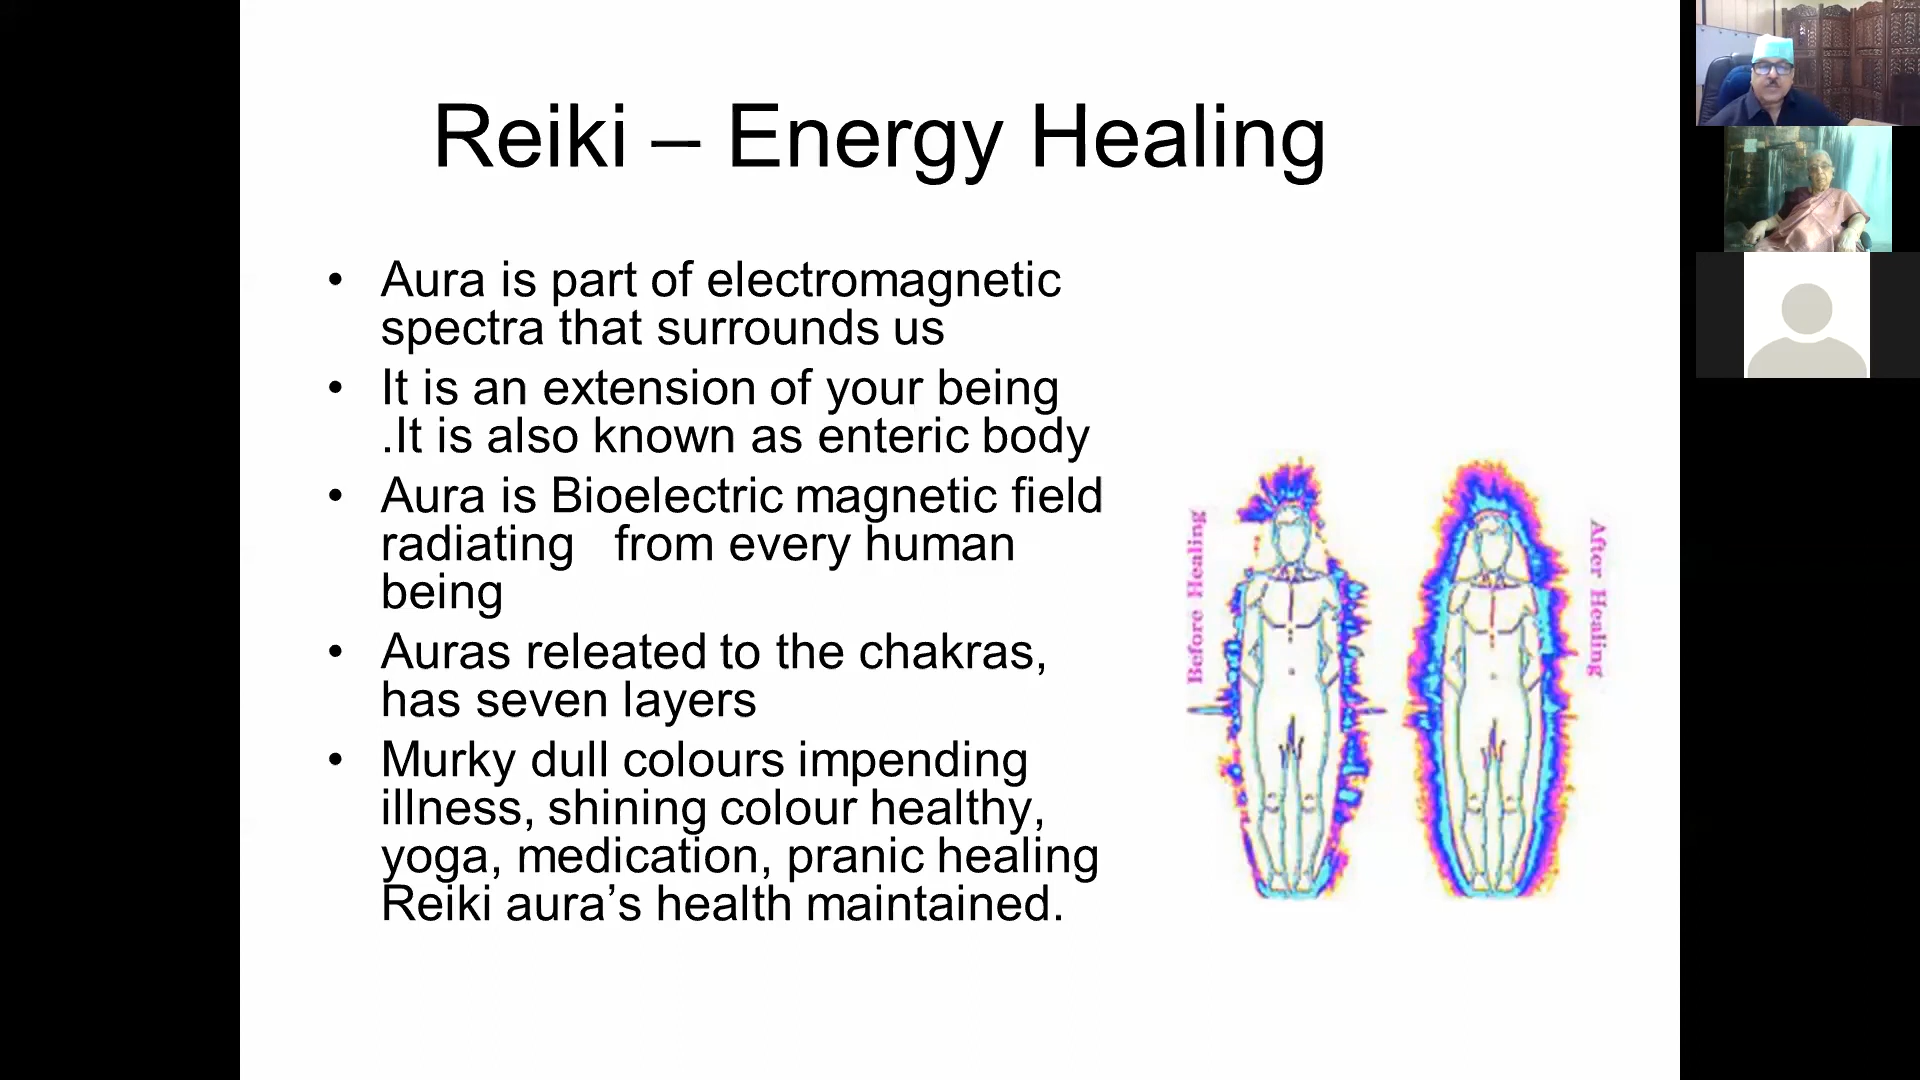 Reiki – Energy Healing
• Aura is part of electromagnetic
spectra that surrounds us
• It is an extension of your being
.It is also known as enteric body
• Aura is Bioelectric magnetic field
radiating   from every human
being
• Auras releated to the chakras,
has seven layers
• Murky dull colours impending
illness, shining colour healthy,
yoga, medication, pranic healing
Reiki aura’s health maintained.
Before Healing
After Healing